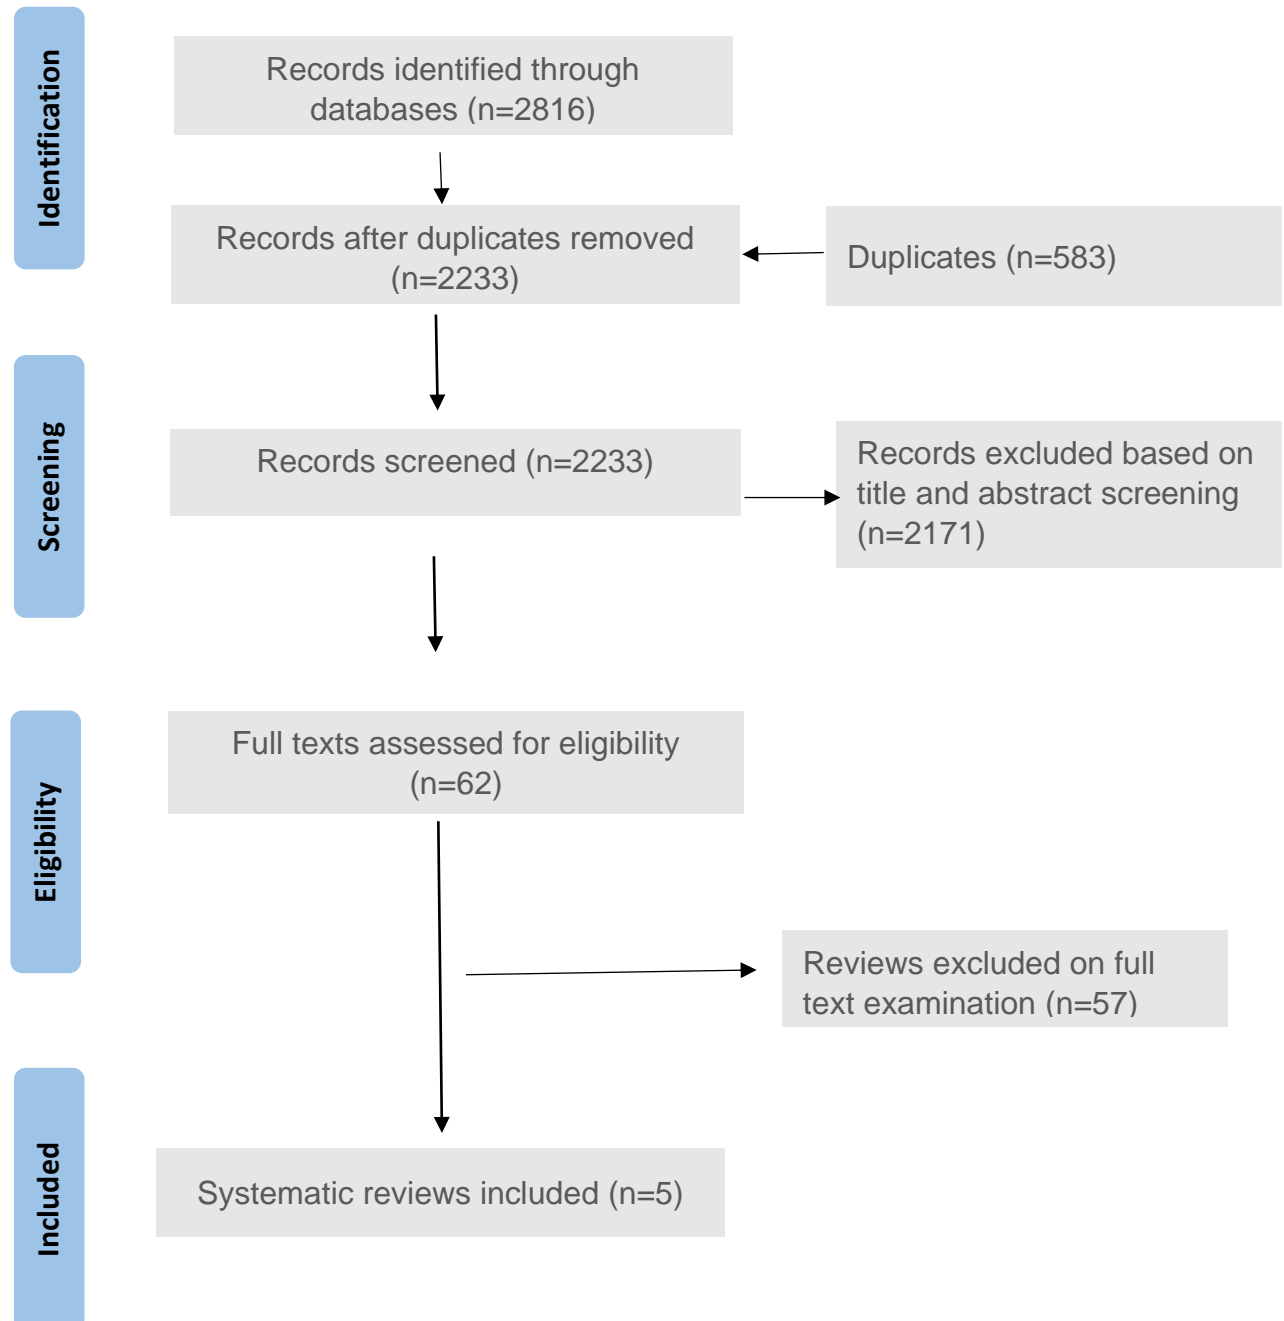 Identification
Records identified through
databases (n=2816)
Records after duplicates removed
(n=2233)
Duplicates (n=583)
Screening
Records screened (n=2233)
Records excluded based on
title and abstract screening
(n=2171)
Eligibility
Full texts assessed for eligibility
(n=62)
Reviews excluded on full
text examination (n=57)
Included
Systematic reviews included (n=5)